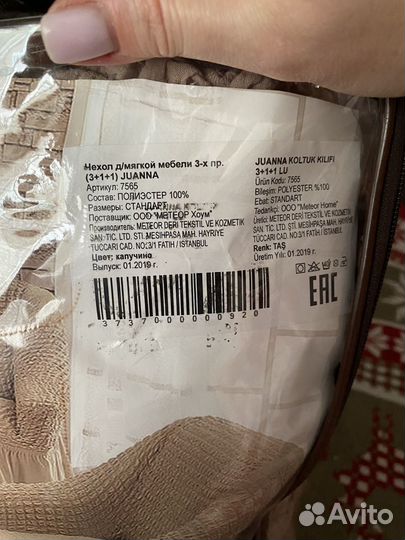 Чехол д/мягкой мебели 3-х пр.
(3+1+1) JUANNA
Артикул: 7565
Состав: ПОЛИЭСТЕР 100%
Размеры: СТАНДАРТ
Поставщик: ООО "МЕТЕОР Хоум"
Производитель: METEOR DERI TEKSTIL VE KOZMETIK
SAN. TIC. LTD. STI. MESIHPASA MAH. HAYRIYE
TUCCARI CAD. NO:3/1 FATIH / ISTANBUL
Цвет: капучино
Выпуск: 01.2019 г.
JUANNA KOLTUK KILIFI
3+1+1 LU
Ürün Kodu: 7565
Bileşim: POLYESTER %100
Ebat: STANDART
Tedarikçi: ООО "Meteor Home"
Üretici: METEOR DERI TEKSTIL VE KOZMETIK
SAN. TIC. LTD. STI. MESIHPASA MAH. HAYRIYE
TUCCARI CAD. NO:3/1 FATIH / ISTANBUL
Renk: TAŞ
Üretim Yılı: 01.2019 г.
EAC
3737000000920
Avito